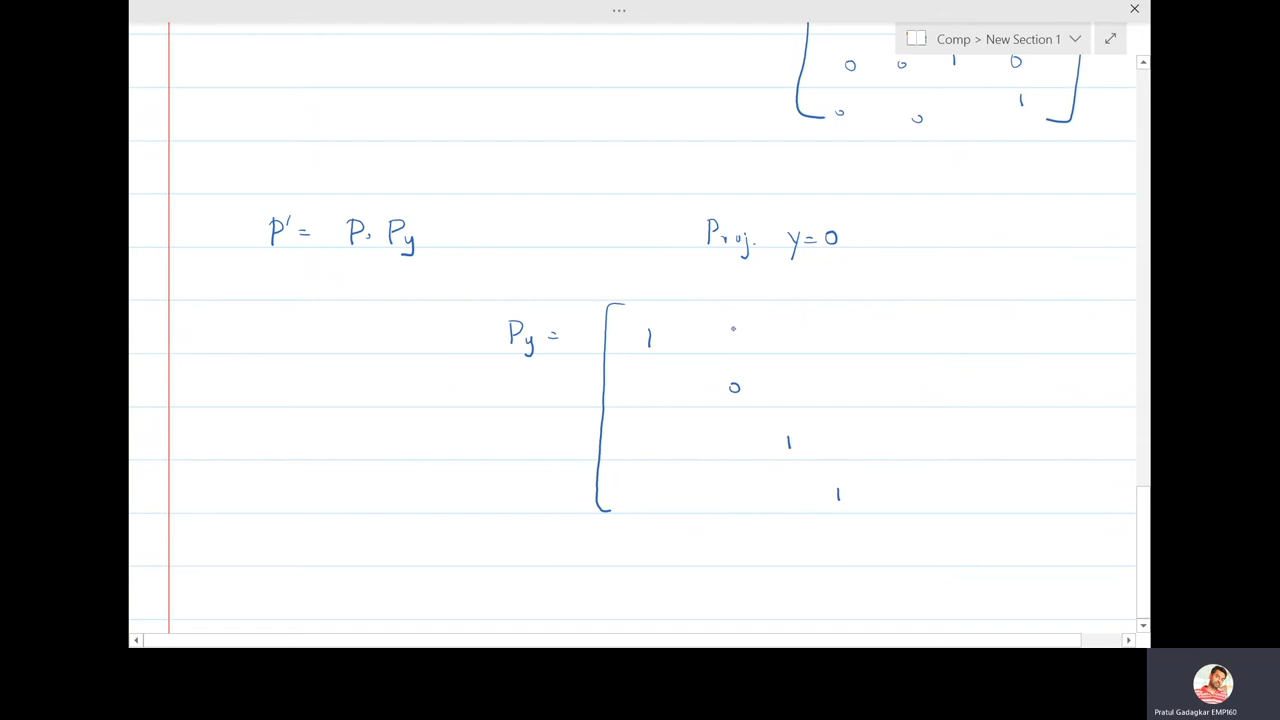 ...
Comp > New Section 1
0 0 1 0
0 0 1
P' = P. Py Proj. y=0
Py = 1
0
1
1
Pratul Gadagkar EMP160